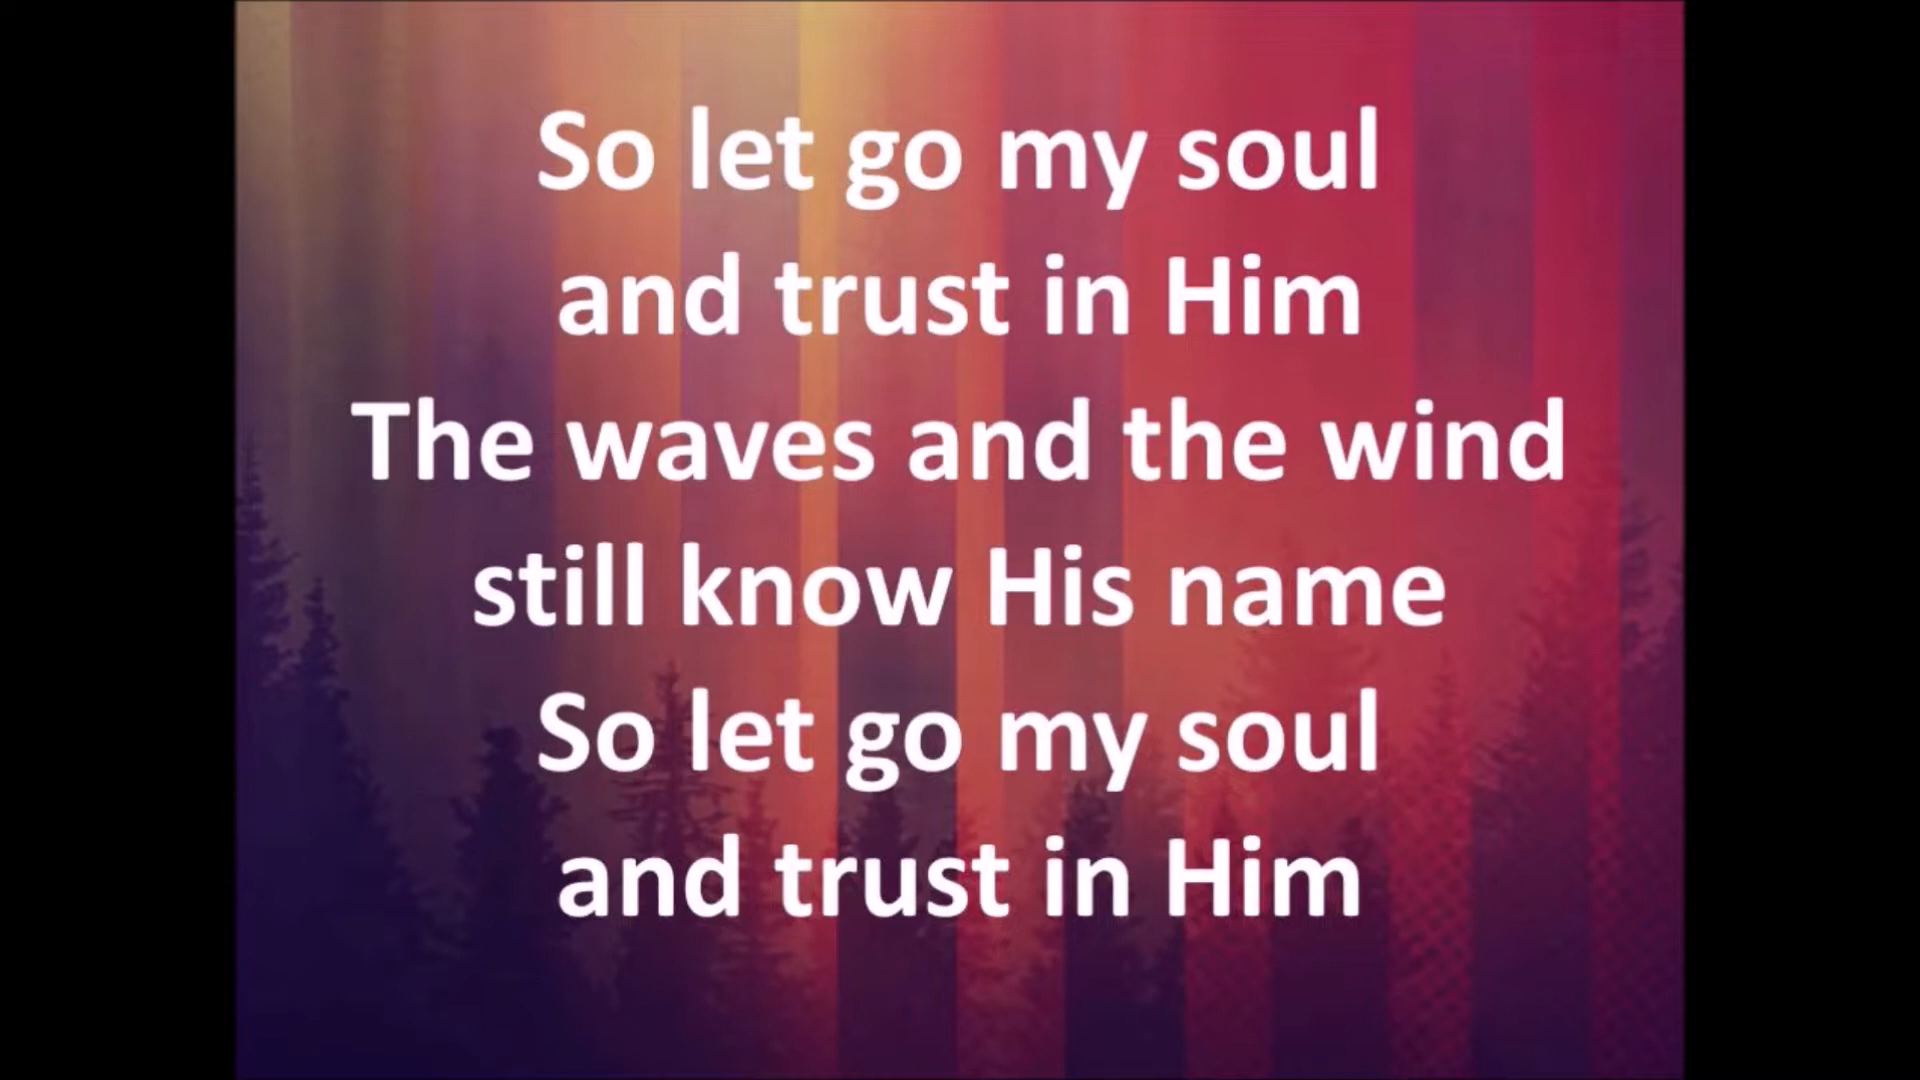 So let go my soul
and trust in Him
The waves and the wind
still know His name
So let go my soul
and trust in Him